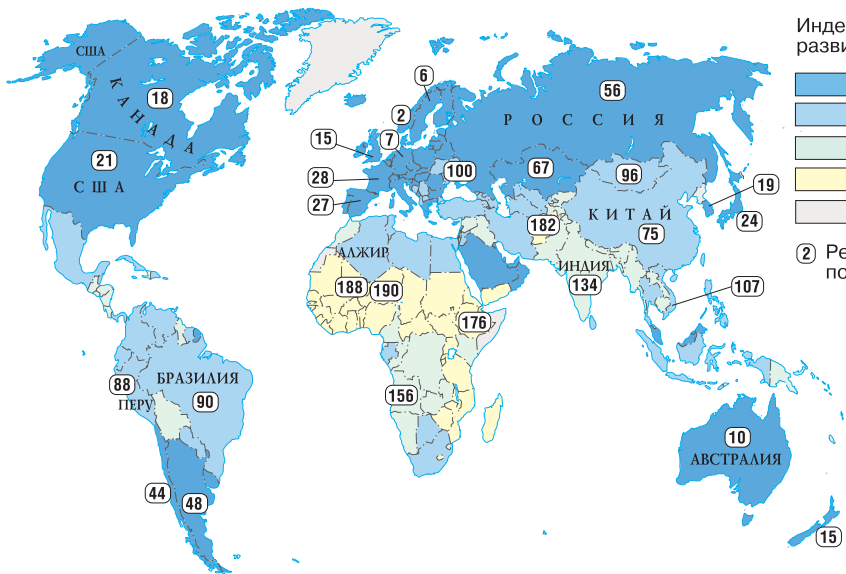 Инде
разви
США
КАНАДА
18
21
США
6
2
7
15
28
27
100
РОССИЯ
56
67
96
КИТАЙ
75
19
24
182
ИНДИЯ
134
107
2 Ре
по
АЛЖИР
188
190
176
156
88
ПЕРУ
БРАЗИЛИЯ
90
44
48
10
АВСТРАЛИЯ
15